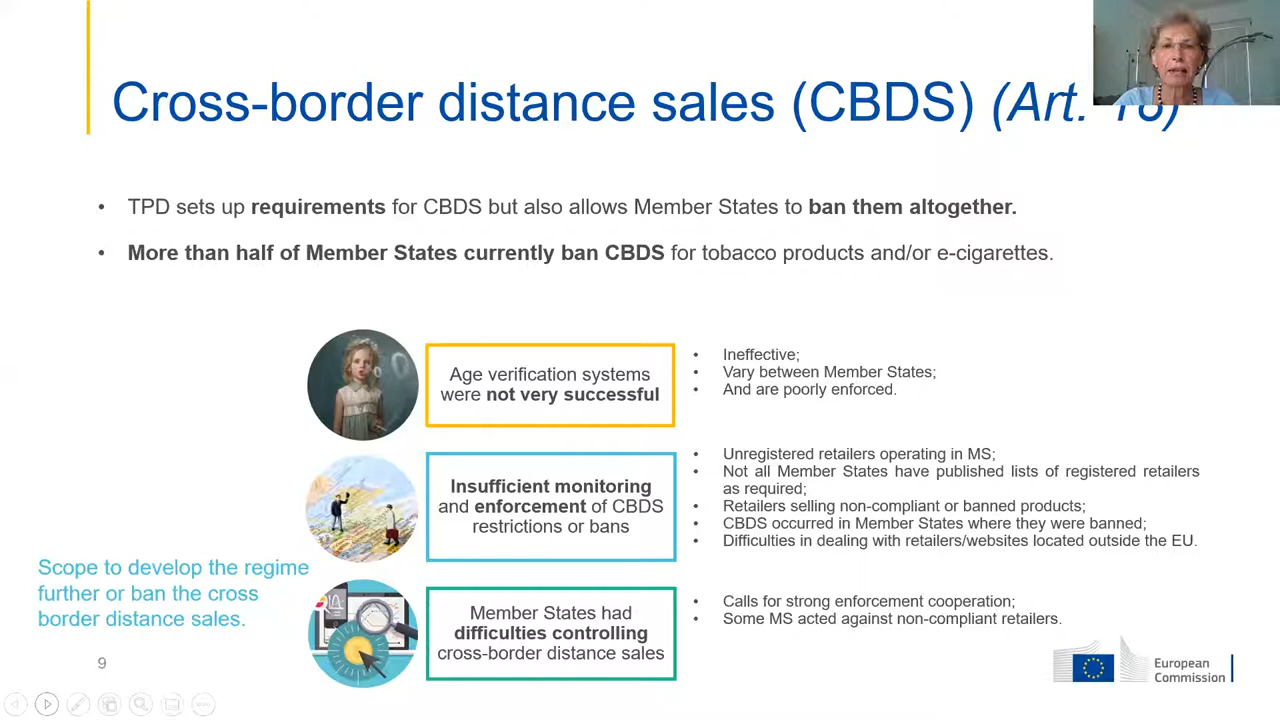 Cross-border distance sales (CBDS) (Art. 18)
• TPD sets up requirements for CBDS but also allows Member States to ban them altogether.
• More than half of Member States currently ban CBDS for tobacco products and/or e-cigarettes.
Age verification systems
were not very successful
• Ineffective;
• Vary between Member States;
• And are poorly enforced.
Insufficient monitoring
and enforcement of CBDS
restrictions or bans
• Unregistered retailers operating in MS;
• Not all Member States have published lists of registered retailers
as required;
• Retailers selling non-compliant or banned products;
• CBDS occurred in Member States where they were banned;
• Difficulties in dealing with retailers/websites located outside the EU.
Scope to develop the regime
further or ban the cross
border distance sales.
Member States had
difficulties controlling
cross-border distance sales
• Calls for strong enforcement cooperation;
• Some MS acted against non-compliant retailers.
9
European
Commission